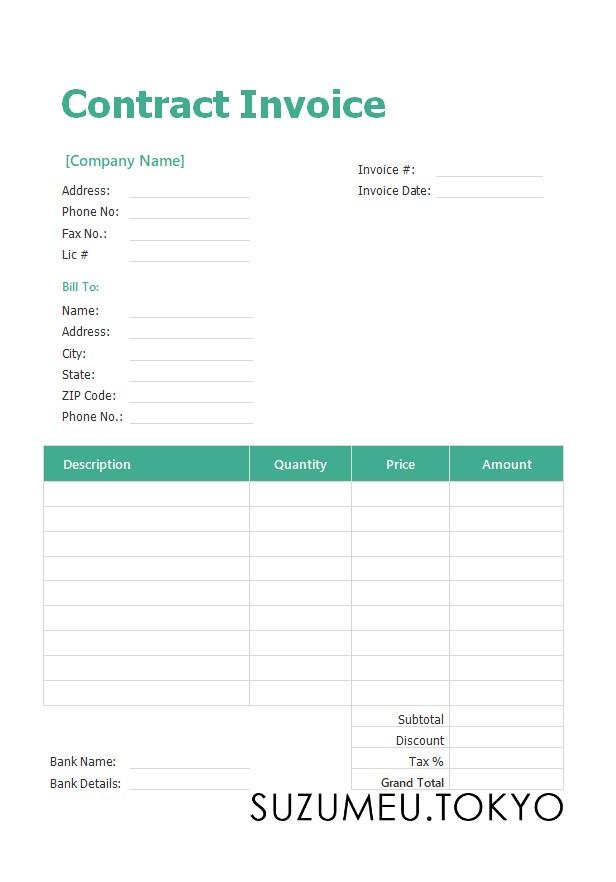 Contract Invoice
[Company Name]
Invoice #:
Address:
Invoice Date:
Phone No:
Fax No.:
Lic #
Bill To:
Name:
Address:
City:
State:
ZIP Code:
Phone No.:
Description Quantity Price Amount
Subtotal
Discount
Bank Name:
Tax %
Bank Details:
Grand Total
SUZUMEU.TOKYO